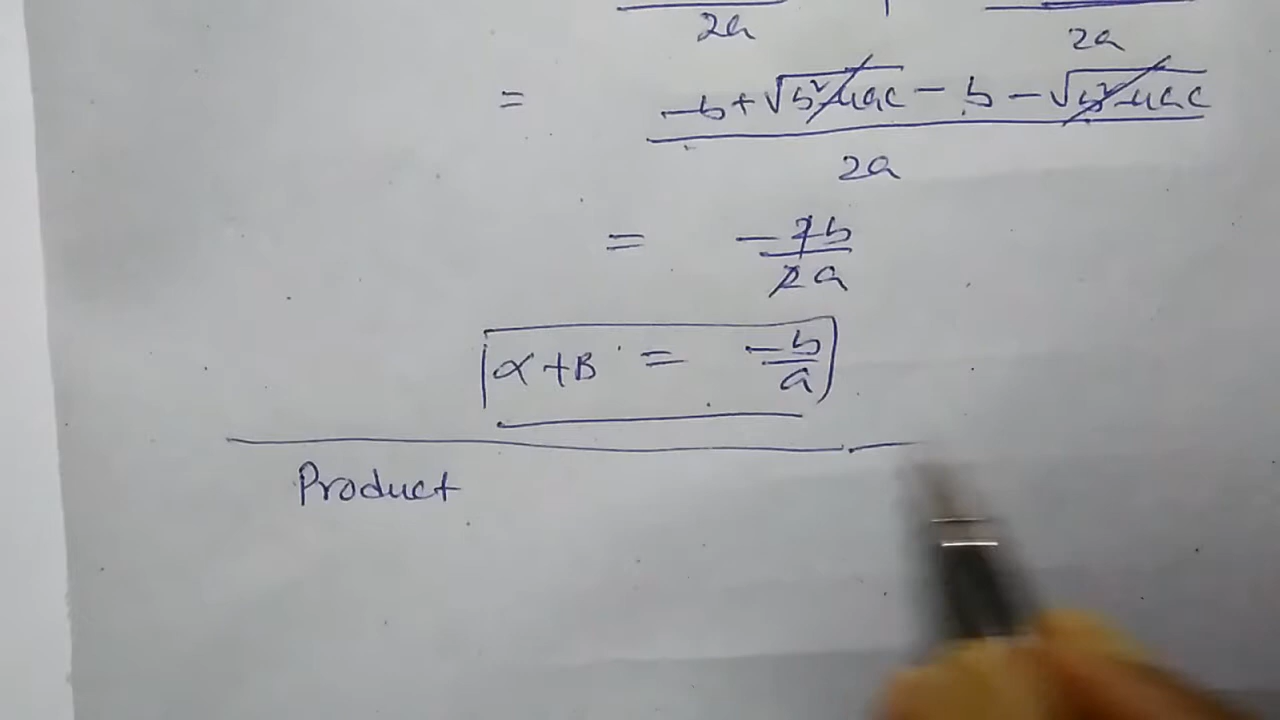 2a 2a
= -b+√b²-4ac - b - √b²-4ac
2a
= -2b
2a
α+β = -b
a
Product